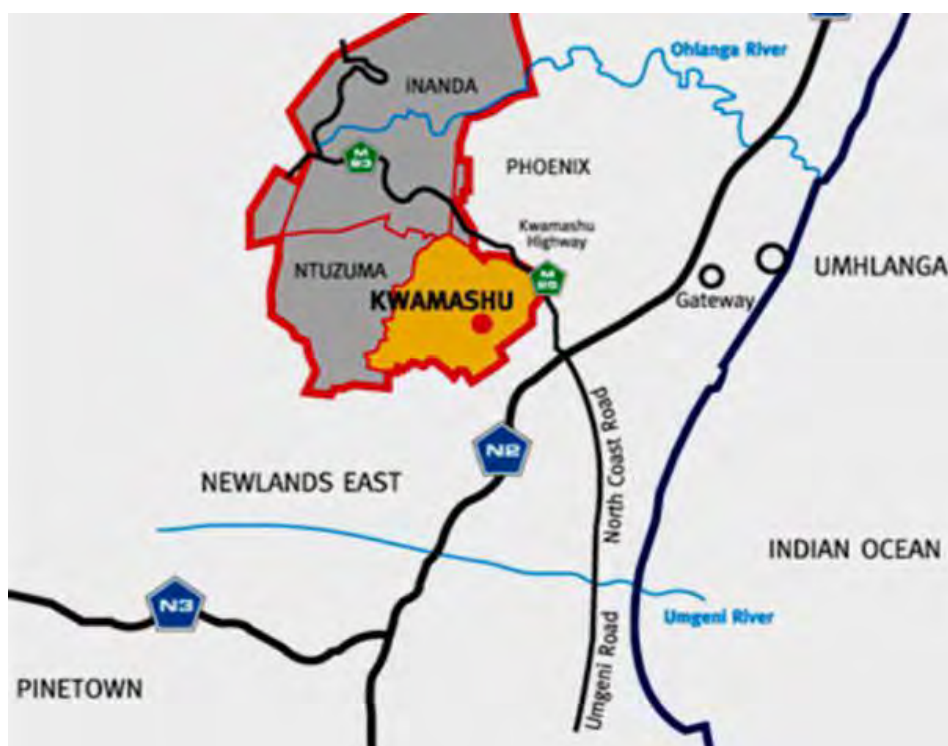 Ohlanga River
INANDA
M
PHOENIX
Kwamashu
Highway
M
NTUZUMA
UMHLANGA
KWAMASHU
Gateway
North Coast Road
N2
NEWLANDS EAST
INDIAN OCEAN
N3
Umgeni River
Umgeni Road
PINETOWN